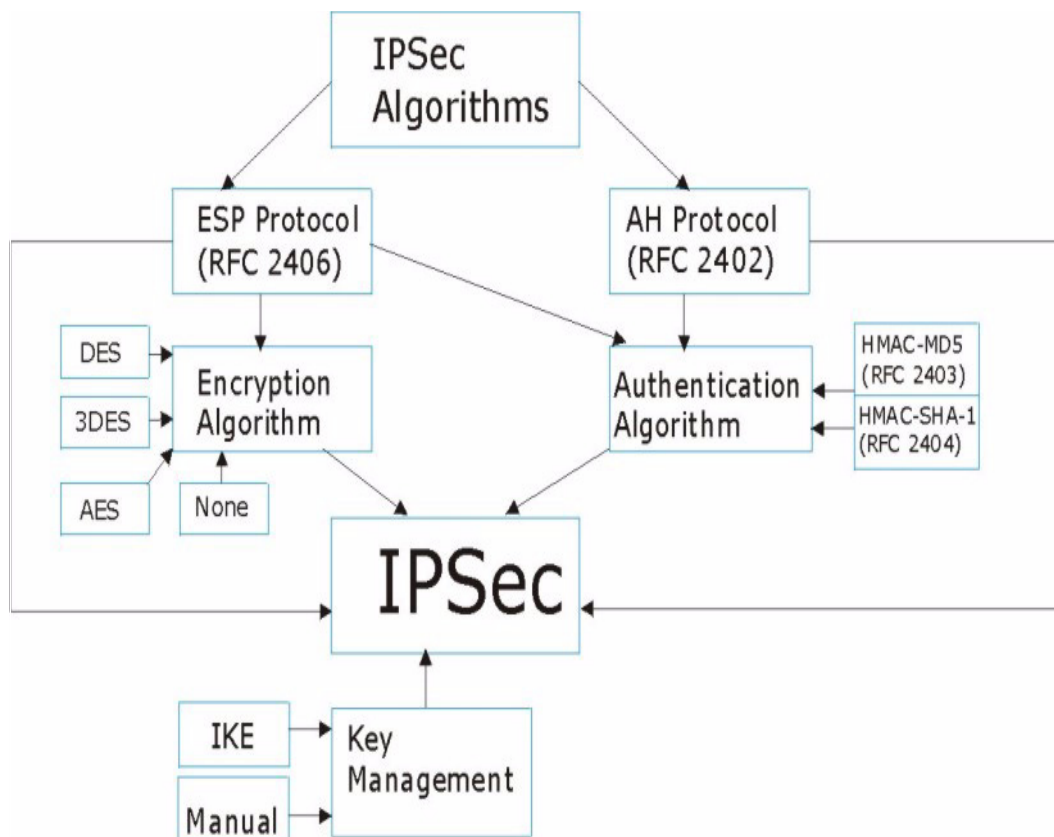 IPSec
Algorithms
ESP Protocol
(RFC 2406)
AH Protocol
(RFC 2402)
DES
3DES
AES
None
Encryption
Algorithm
Authentication
Algorithm
HMAC-MD5
(RFC 2403)
HMAC-SHA-1
(RFC 2404)
IPSec
IKE
Manual
Key
Management